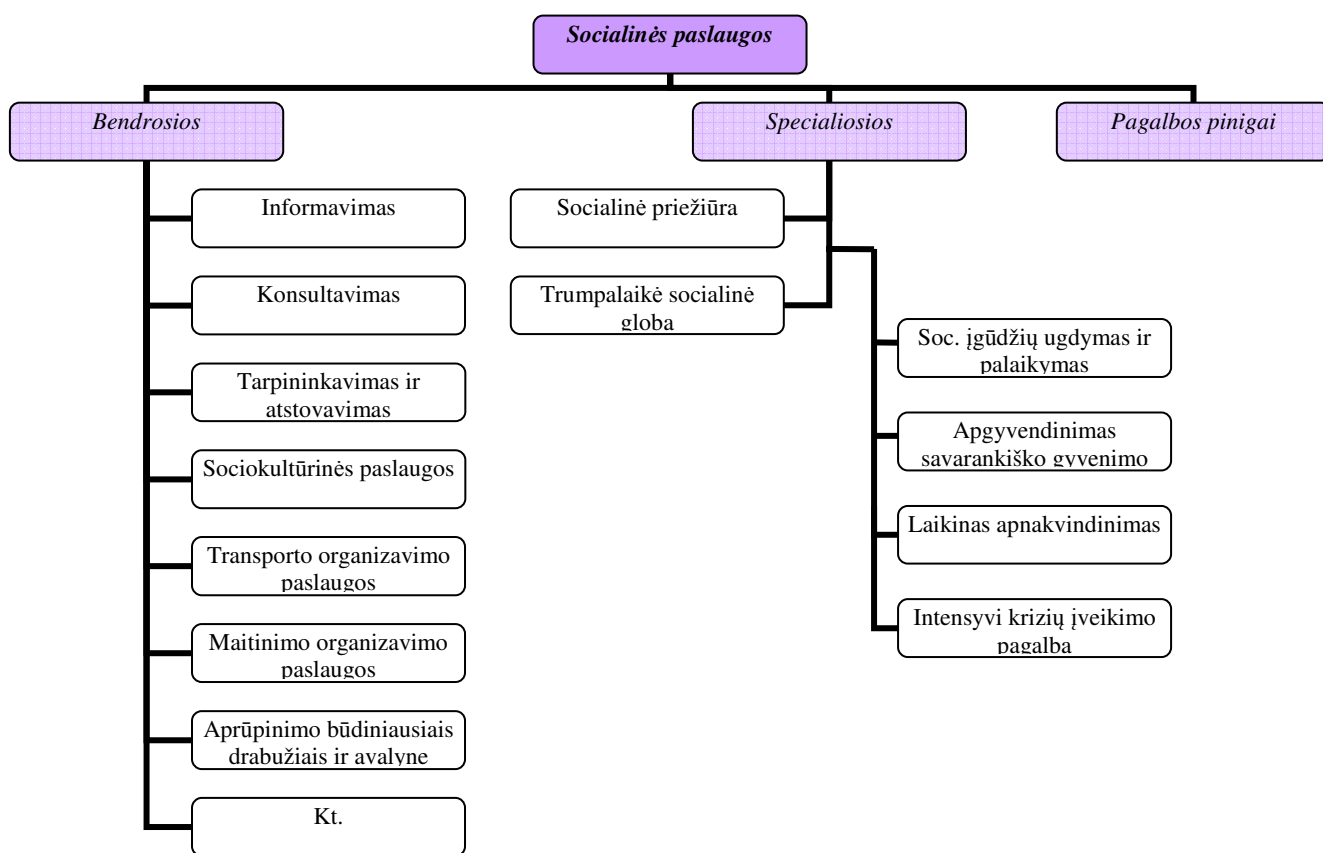 Socialinės paslaugos
Bendrosios
Specialiosios
Pagalbos pinigai
Informavimas
Konsultavimas
Tarpininkavimas ir
atstovavimas
Sociokultūrinės paslaugos
Transporto organizavimo
paslaugos
Maitinimo organizavimo
paslaugos
Aprūpinimo būdiniausiais
drabužiais ir avalyne
Kt.
Socialinė priežiūra
Trumpalaikė socialinė
globa
Soc. įgūdžių ugdymas ir
palaikymas
Apgyvendinimas
savarankiško gyvenimo
Laikinas apnakvindinimas
Intensyvi krizių įveikimo
pagalba